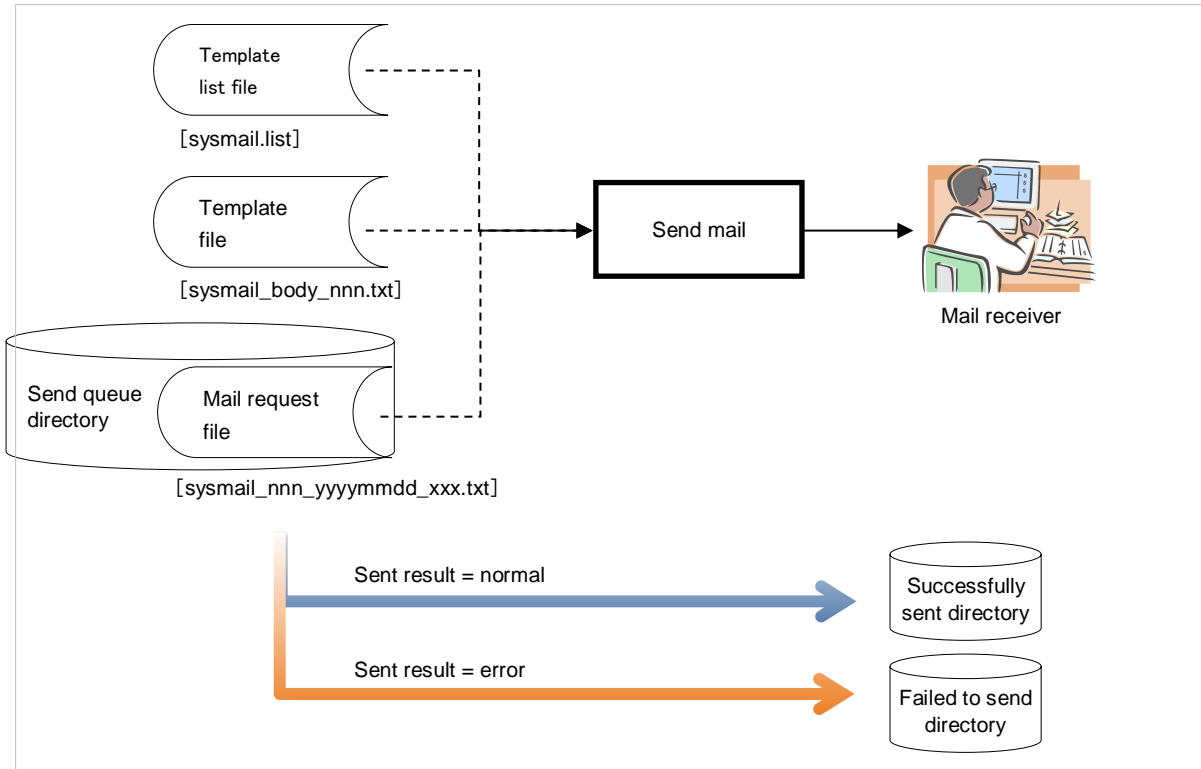 Template
list file
[sysmail.list]
Template
file
[sysmail_body_nnn.txt]
Send mail
Mail receiver
Send queue
directory
Mail request
file
[sysmail_nnn_yyyymmdd_xxx.txt]
Sent result = normal
Successfully
sent directory
Sent result = error
Failed to send
directory